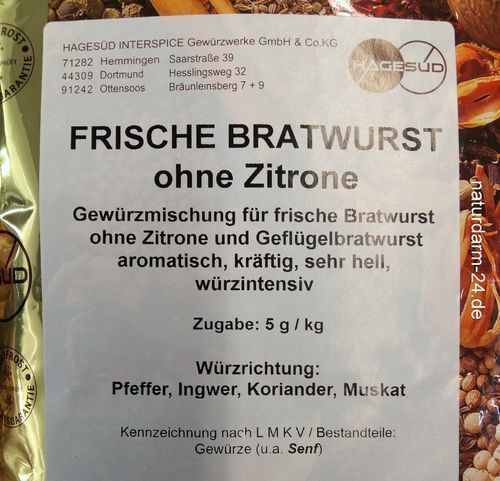 HAGESÜD INTERSPICE Gewürzwerke GmbH & Co.KG
71282 Hemmingen Saarstraße 39
44309 Dortmund Hesslingsweg 32
91242 Ottensoos Bräunleinsberg 7 + 9
HAGESÜD
FRISCHE BRATWURST
ohne Zitrone
Gewürzmischung für frische Bratwurst
ohne Zitrone und Geflügelbratwurst
aromatisch, kräftig, sehr hell,
würzintensiv
Zugabe: 5 g / kg
Würzrichtung:
Pfeffer, Ingwer, Koriander, Muskat
Kennzeichnung nach L M K V / Bestandteile:
Gewürze (u.a. Senf)
naturdarm-24.de